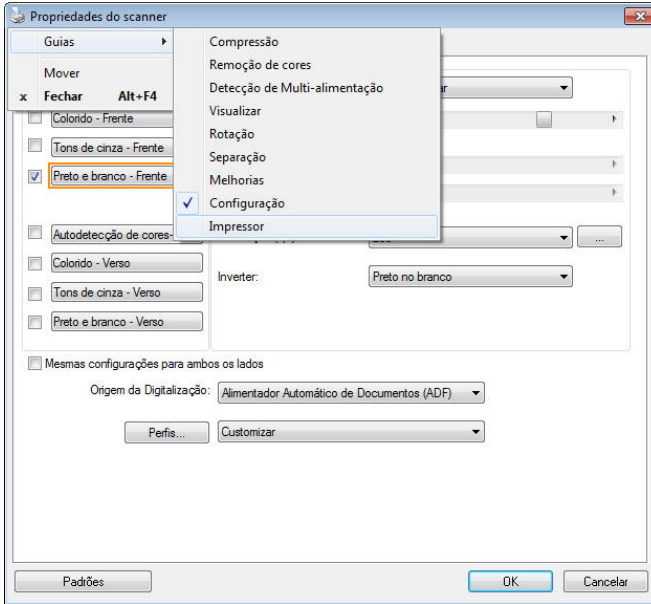 Propriedades do scanner
Guias
Mover
x Fechar Alt+F4
Compressão
Remoção de cores
Detecção de Multi-alimentação
Visualizar
Rotação
Separação
Melhorias
Configuração
Impressor
Colorido - Frente
Tons de cinza - Frente
Preto e branco - Frente
Autodetecção de cores-
Colorido - Verso
Tons de cinza - Verso
Preto e branco - Verso
...
Inverter: Preto no branco
Mesmas configurações para ambos os lados
Origem da Digitalização: Alimentador Automático de Documentos (ADF)
Perfis... Customizar
Padrões OK Cancelar